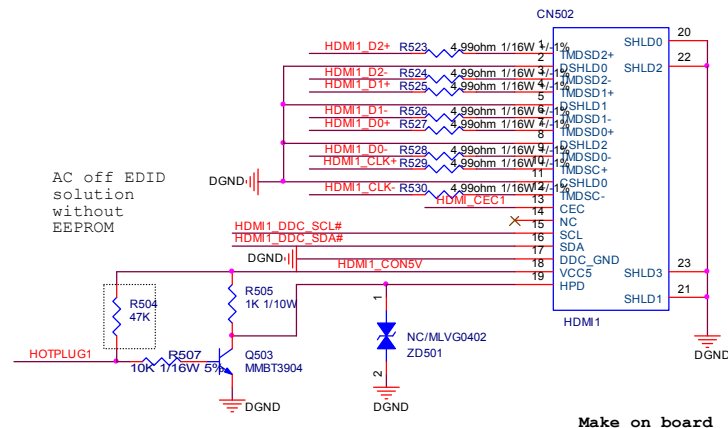 CN502
HDMI1_D2+ R523 4.99ohm 1/16W +/-1% 1 TMDSD2+ SHLD0 20
2 DSHLD0 SHLD2 22
HDMI1_D2- R524 4.99ohm 1/16W +/-1% 3 TMDSD2-
HDMI1_D1+ R525 4.99ohm 1/16W +/-1% 4 TMDSD1+
5 DSHLD1
HDMI1_D1- R526 4.99ohm 1/16W +/-1% 6 TMDSD1-
HDMI1_D0+ R527 4.99ohm 1/16W +/-1% 7 TMDSD0+
8 DSHLD2
HDMI1_D0- R528 4.99ohm 1/16W +/-1% 9 TMDSD0-
HDMI1_CLK+ R529 4.99ohm 1/16W +/-1% 10 TMDSC+
DGND 11 CSHLD0
HDMI1_CLK- R530 4.99ohm 1/16W +/-1% 12 TMDSC-
HDMI_CEC1 13 CEC
14 NC
HDMI1_DDC_SCL# 15 SCL
HDMI1_DDC_SDA# 16 SDA
DGND 17 DDC_GND
HDMI1_CON5V 18 VCC5 SHLD3 23
19 HPD
SHLD1 21
HDMI1
DGND
AC off EDID
solution
without
EEPROM
R504
47K
R505
1K 1/10W
1
NC/MLVG0402
ZD501
2
DGND
HOTPLUG1
R507
10K 1/16W 5%
Q503
MMBT3904
DGND
Make on board